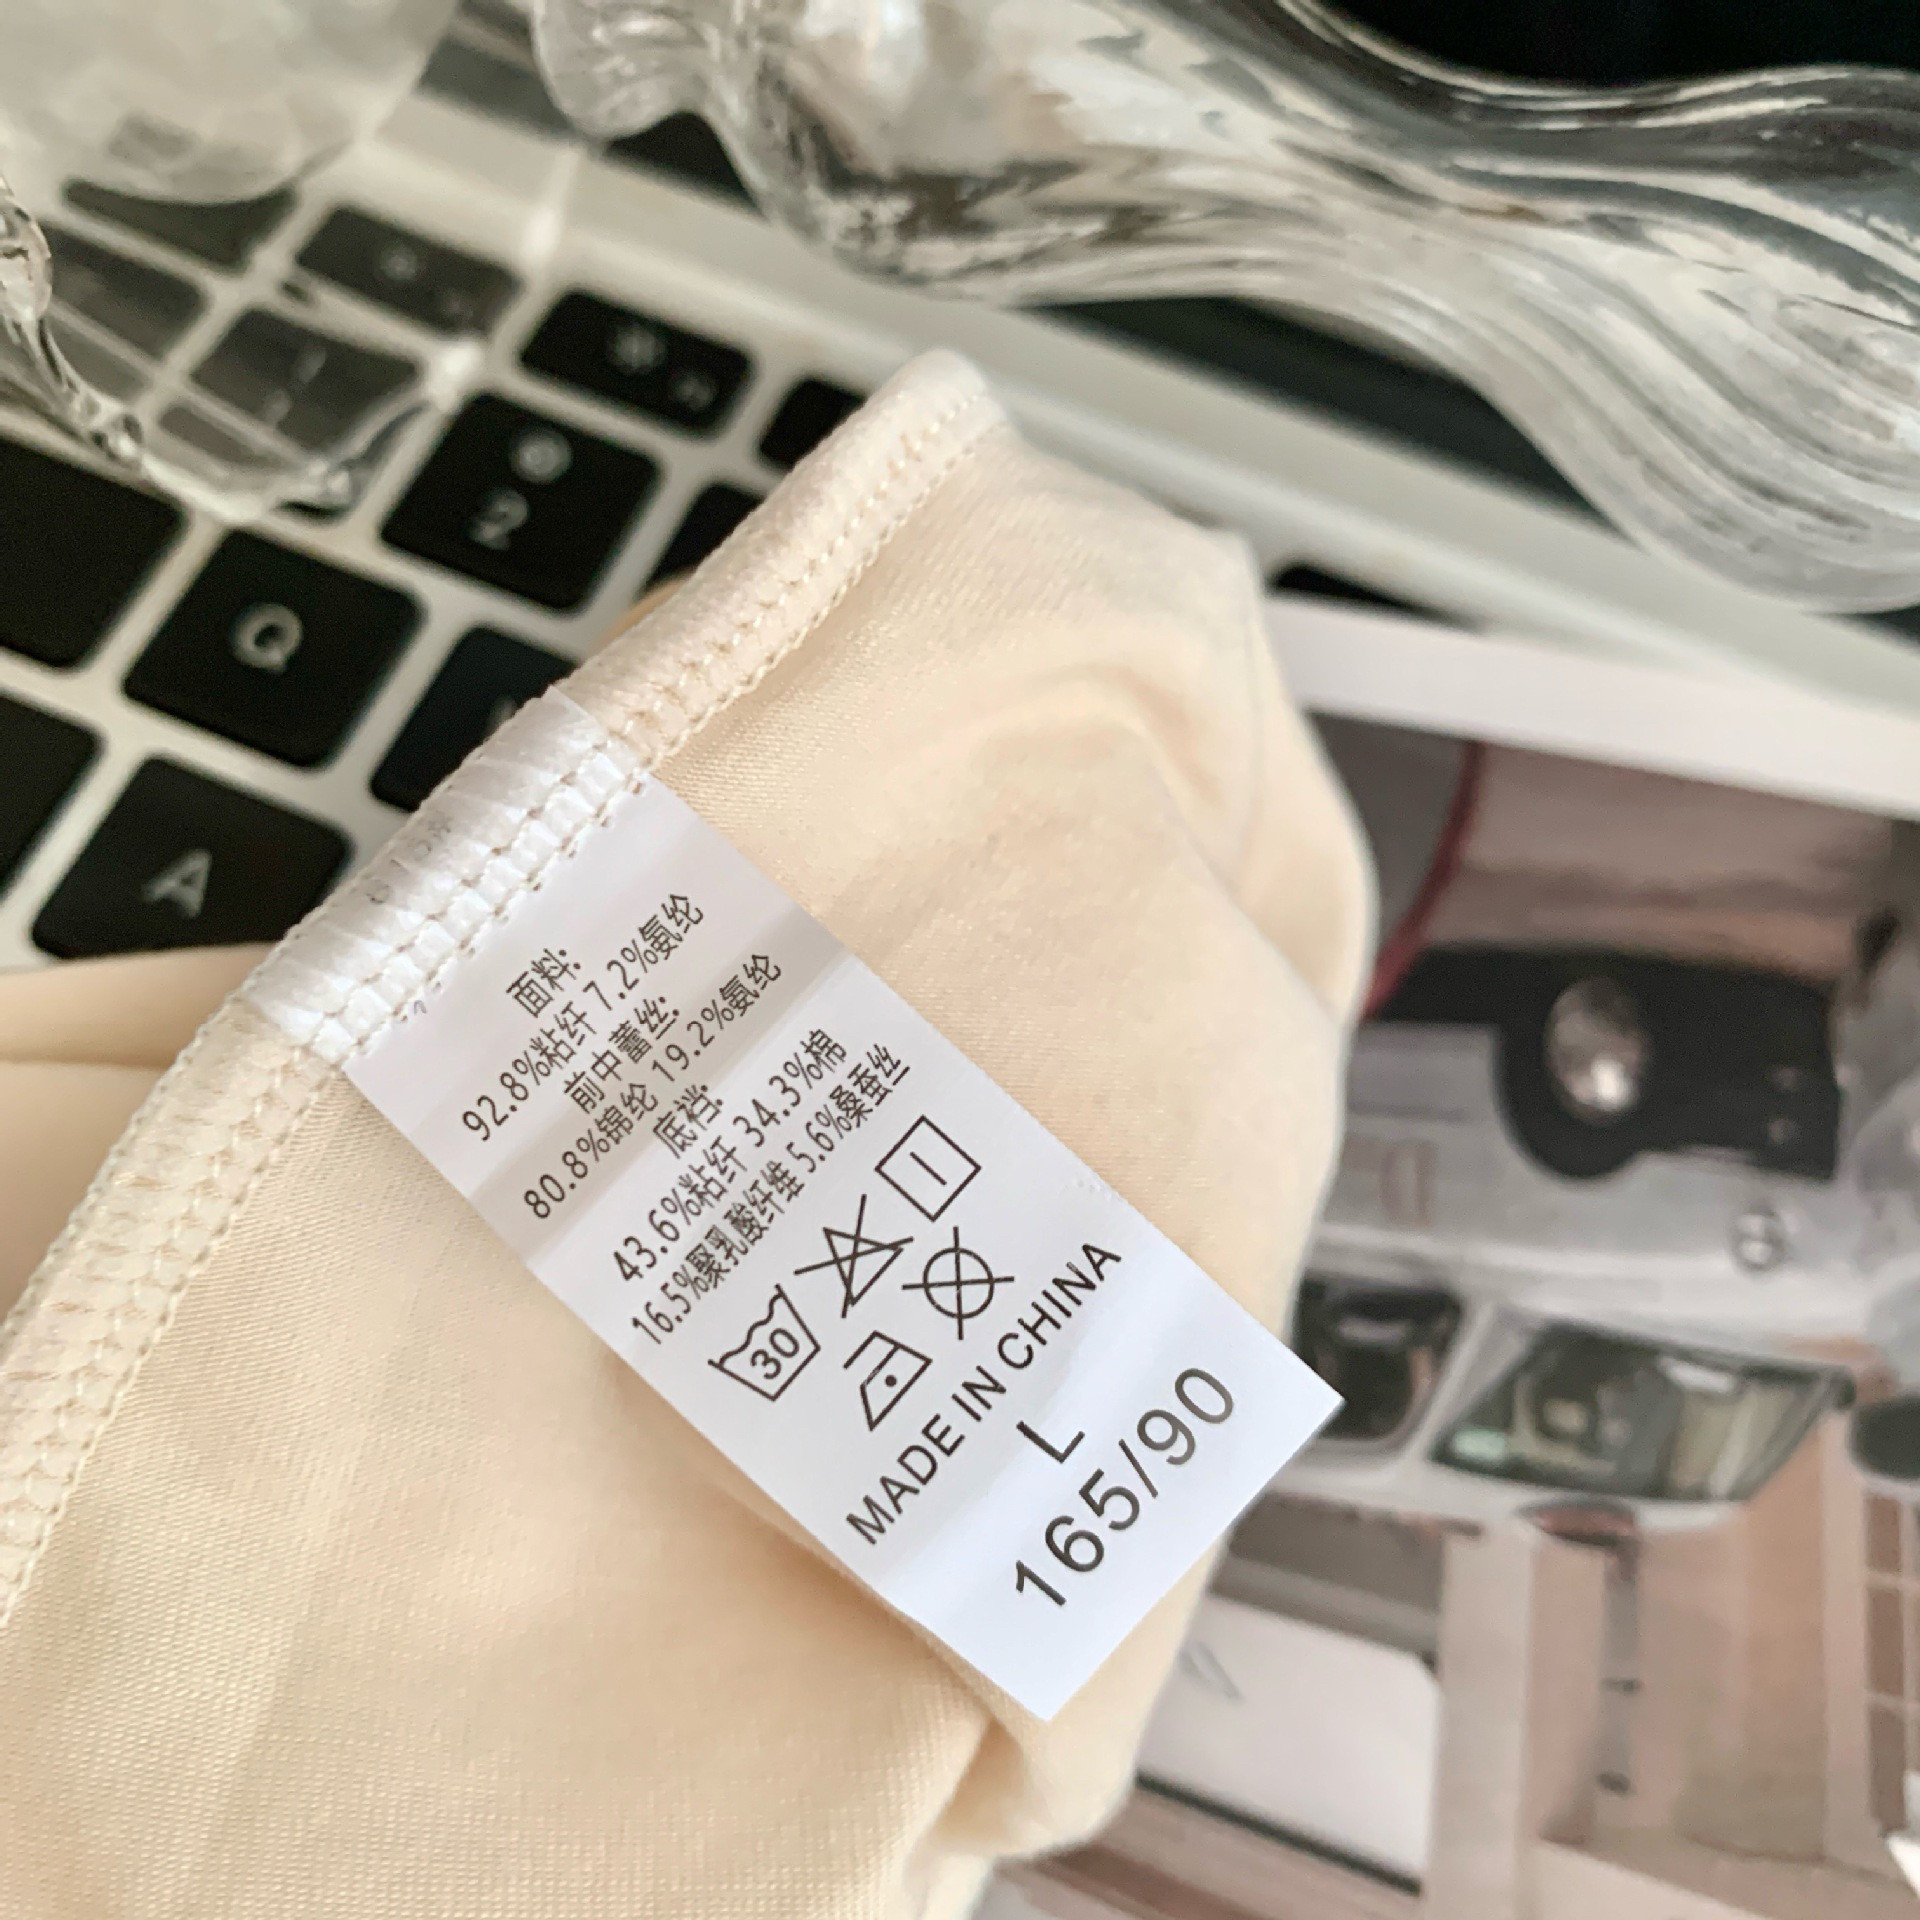 2
Q
A
面料:
92.8%粘纤 7.2%氨纶
前中蕾丝:
80.8%锦纶 19.2%氨纶
底裆:
43.6%粘纤 34.3%棉
16.5%聚乳酸纤维 5.6%桑蚕丝
30
MADE IN CHINA
L
165/90